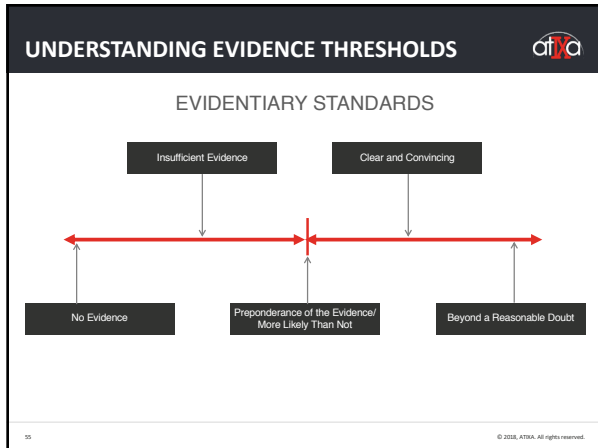 UNDERSTANDING EVIDENCE THRESHOLDS
atIXa
EVIDENTIARY STANDARDS
Insufficient Evidence
Clear and Convincing
No Evidence
Preponderance of the Evidence/
More Likely Than Not
Beyond a Reasonable Doubt
55
© 2018, ATIXA. All rights reserved.